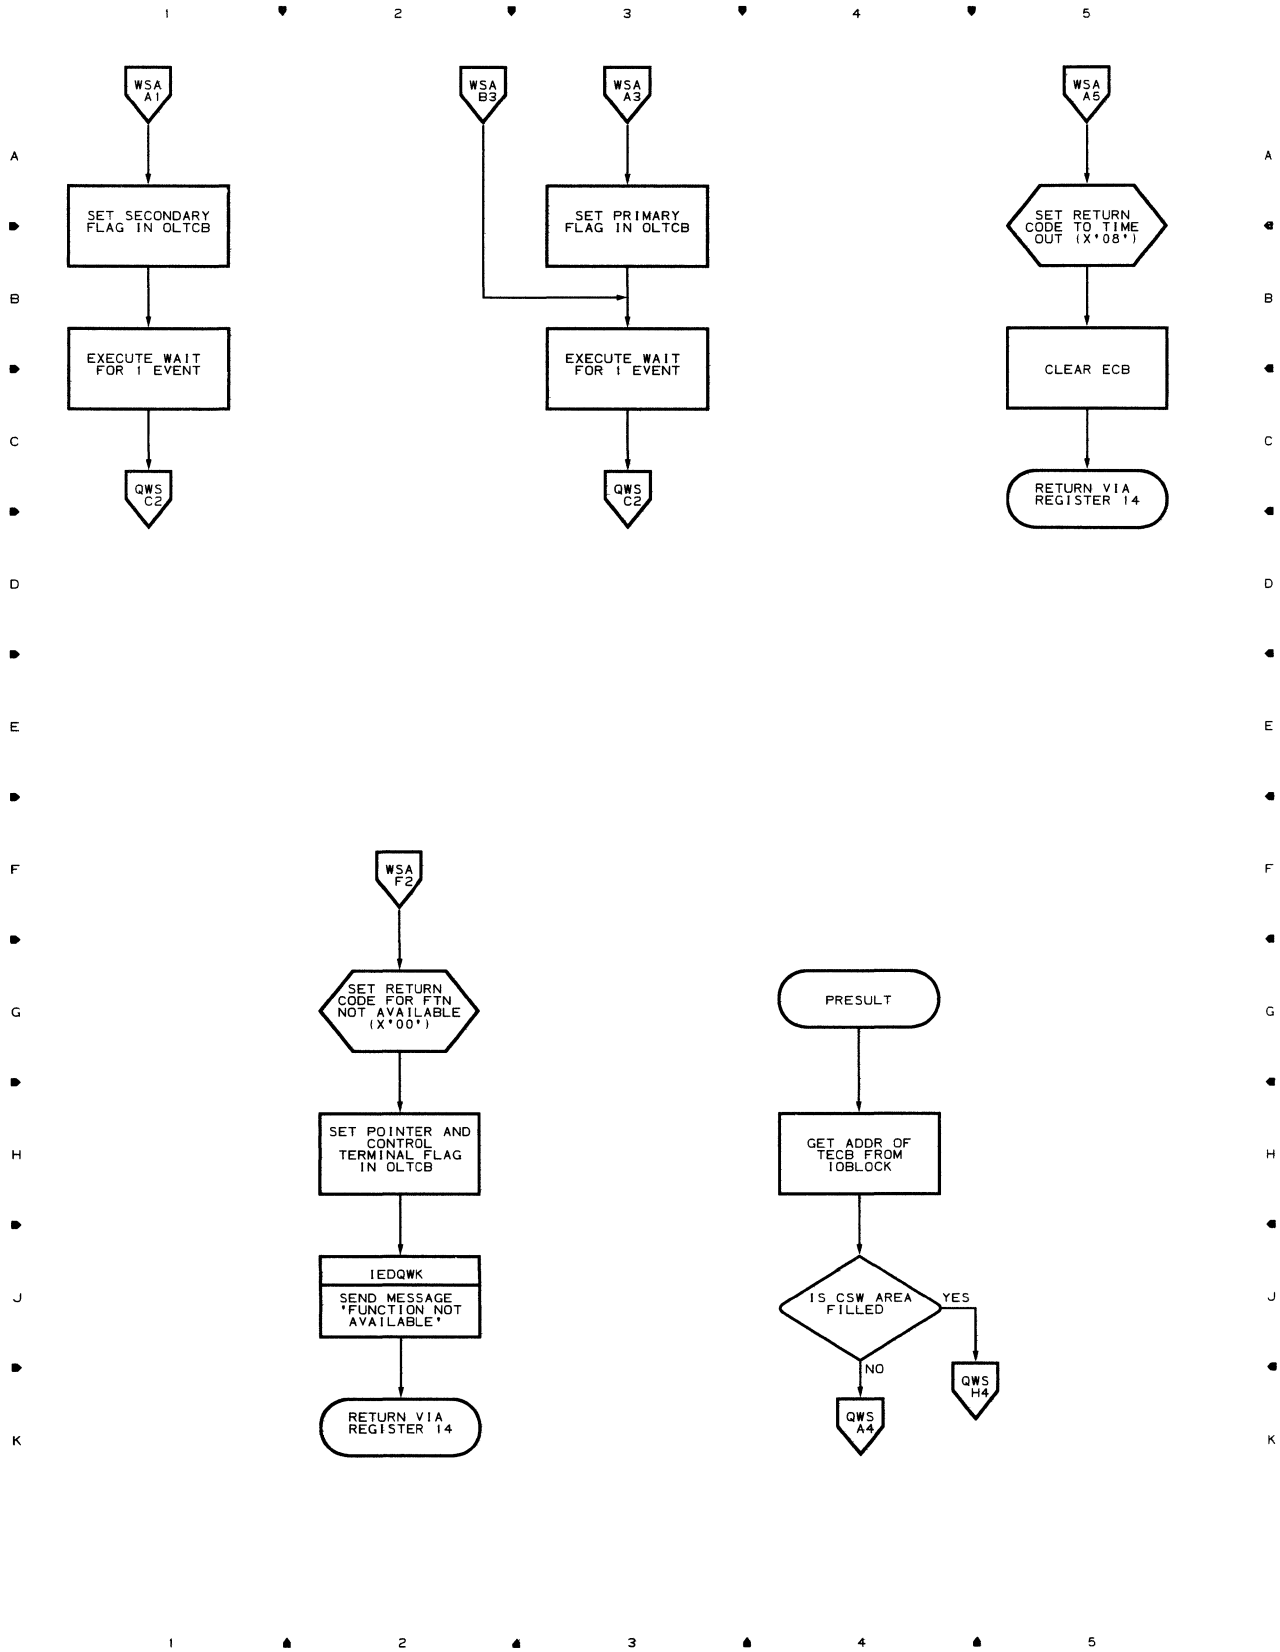 1 2 3 4 5
WSA
A1
WSA
B3
WSA
A3
WSA
A5
A A
SET SECONDARY
FLAG IN OLTCB
SET PRIMARY
FLAG IN OLTCB
SET RETURN
CODE TO TIME
OUT (X'08')
B B
EXECUTE WAIT
FOR 1 EVENT
EXECUTE WAIT
FOR 1 EVENT
CLEAR ECB
C C
QWS
C2
QWS
C2
RETURN VIA
REGISTER 14
D D
E E
F F
WSA
F2
SET RETURN
CODE FOR FTN
NOT AVAILABLE
(X'00')
PRESULT
G G
SET POINTER AND
CONTROL
TERMINAL FLAG
IN OLTCB
GET ADDR OF
TECB FROM
IOBLOCK
H H
IEDQWK
SEND MESSAGE
'FUNCTION NOT
AVAILABLE'
IS CSW AREA
FILLED
YES
J J
NO
QWS
H4
RETURN VIA
REGISTER 14
QWS
A4
K K
1 2 3 4 5